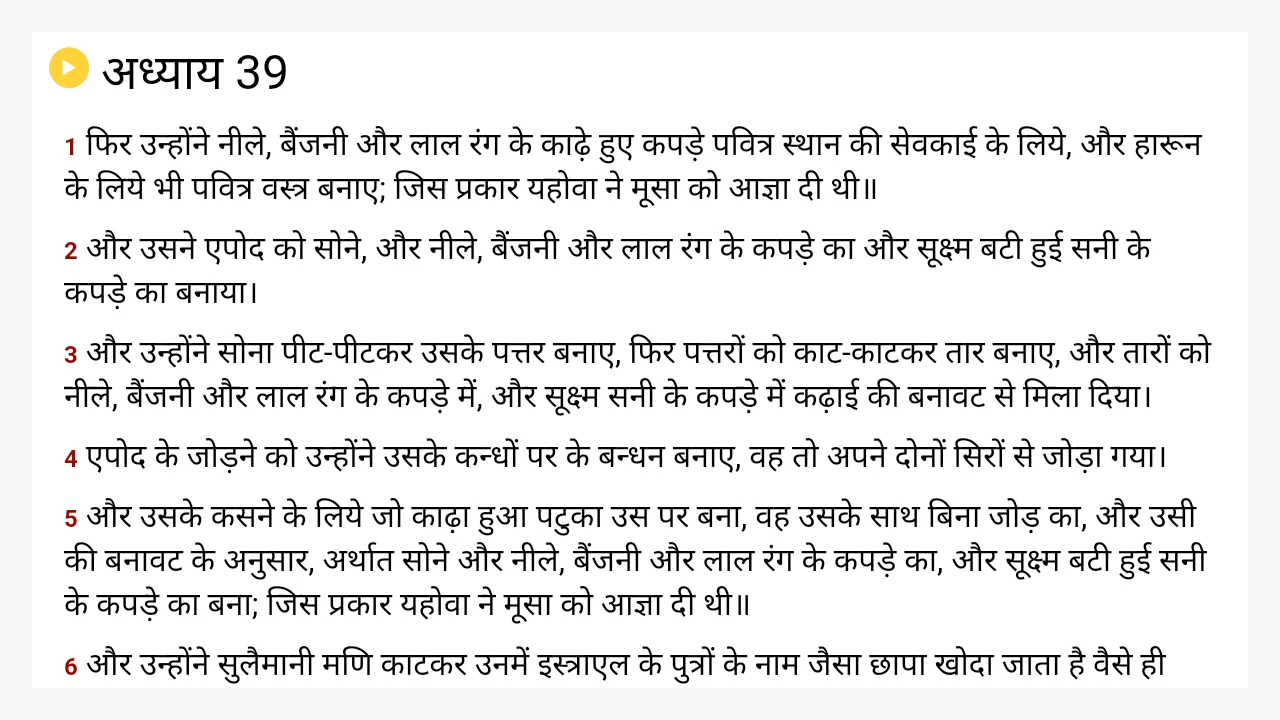 अध्याय 39
1 फिर उन्होंने नीले, बैंजनी और लाल रंग के काढ़े हुए कपड़े पवित्र स्थान की सेवकाई के लिये, और हारून
के लिये भी पवित्र वस्त्र बनाए; जिस प्रकार यहोवा ने मूसा को आज्ञा दी थी॥
2 और उसने एपोद को सोने, और नीले, बैंजनी और लाल रंग के कपड़े का और सूक्ष्म बटी हुई सनी के
कपड़े का बनाया।
3 और उन्होंने सोना पीट-पीटकर उसके पत्तर बनाए, फिर पत्तरों को काट-काटकर तार बनाए, और तारों को
नीले, बैंजनी और लाल रंग के कपड़े में, और सूक्ष्म सनी के कपड़े में कढ़ाई की बनावट से मिला दिया।
4 एपोद के जोड़ने को उन्होंने उसके कन्धों पर के बन्धन बनाए, वह तो अपने दोनों सिरों से जोड़ा गया।
5 और उसके कसने के लिये जो काढ़ा हुआ पटुका उस पर बना, वह उसके साथ बिना जोड़ का, और उसी
की बनावट के अनुसार, अर्थात सोने और नीले, बैंजनी और लाल रंग के कपड़े का, और सूक्ष्म बटी हुई सनी
के कपड़े का बना; जिस प्रकार यहोवा ने मूसा को आज्ञा दी थी॥
6 और उन्होंने सुलैमानी मणि काटकर उनमें इस्त्राएल के पुत्रों के नाम जैसा छापा खोदा जाता है वैसे ही